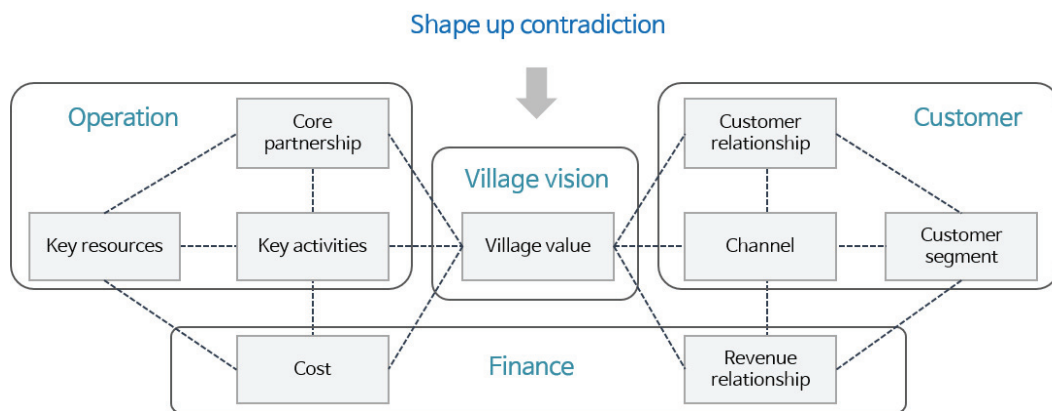 Shape up contradiction
Operation
Core
partnership
Customer
relationship
Customer
Village vision
Key resources
Key activities
Village value
Channel
Customer
segment
Cost
Finance
Revenue
relationship